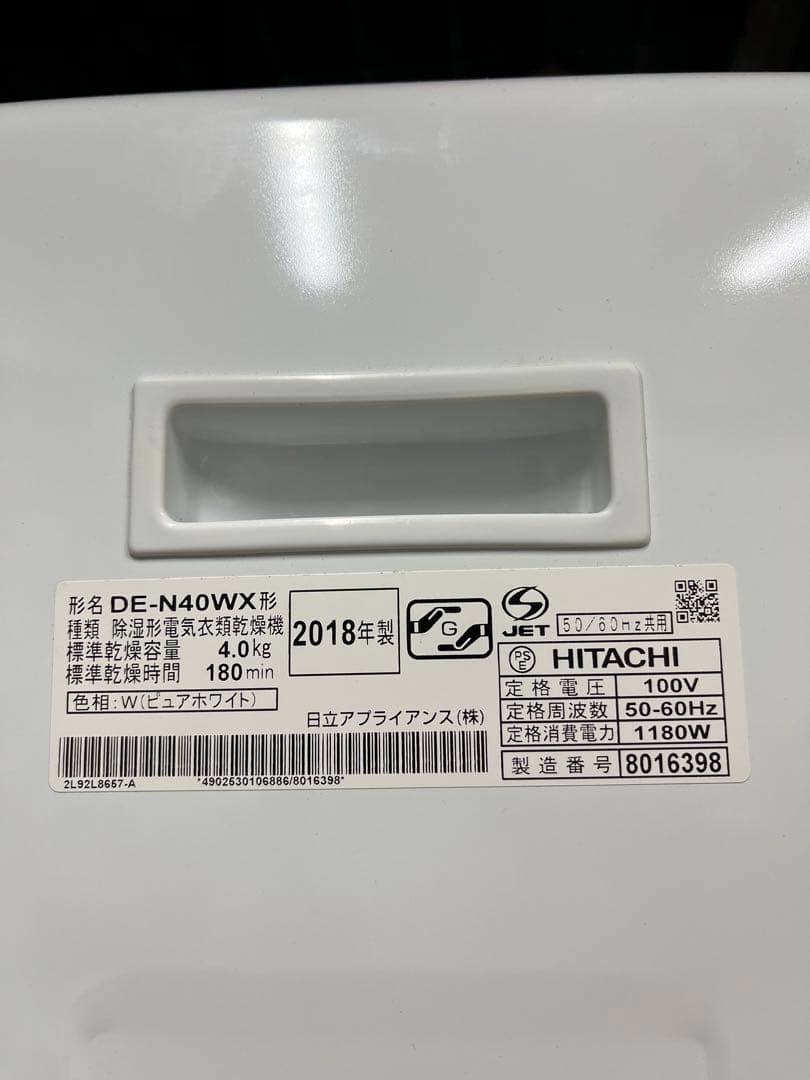 形名 DE-N40WX形
種類 除湿形電気衣類乾燥機
標準乾燥容量 4.0kg
標準乾燥時間 180min
色相:W(ピュアホワイト)
2018年製
G
S
JET
50/60Hz共用
PSE
HITACHI
定格電圧 100V
定格周波数 50-60Hz
定格消費電力 1180W
製造番号 8016398
日立アプライアンス(株)
2L92L8657-A
*4902530106886/8016398*